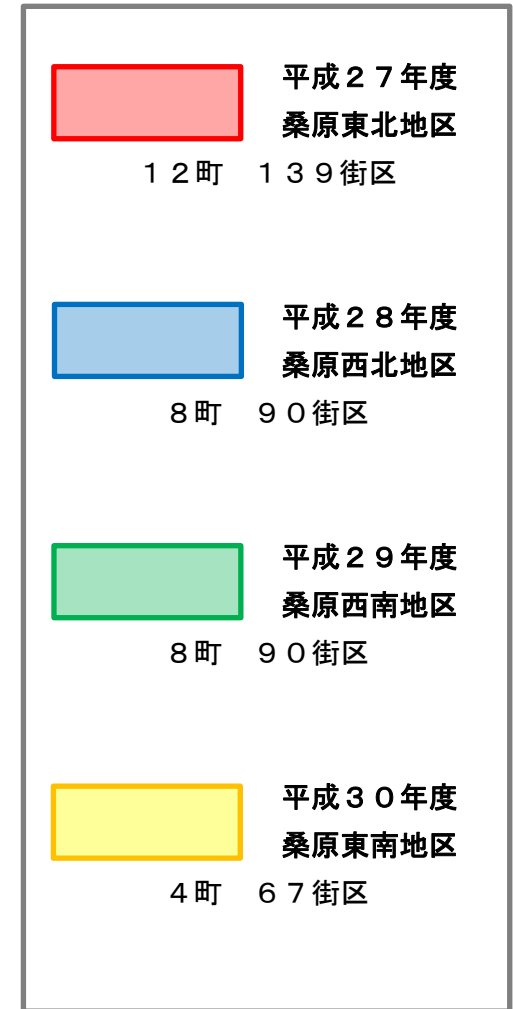 平成２７年度
桑原東北地区
１２町　１３９街区
平成２８年度
桑原西北地区
８町　９０街区
平成２９年度
桑原西南地区
８町　９０街区
平成３０年度
桑原東南地区
４町　６７街区